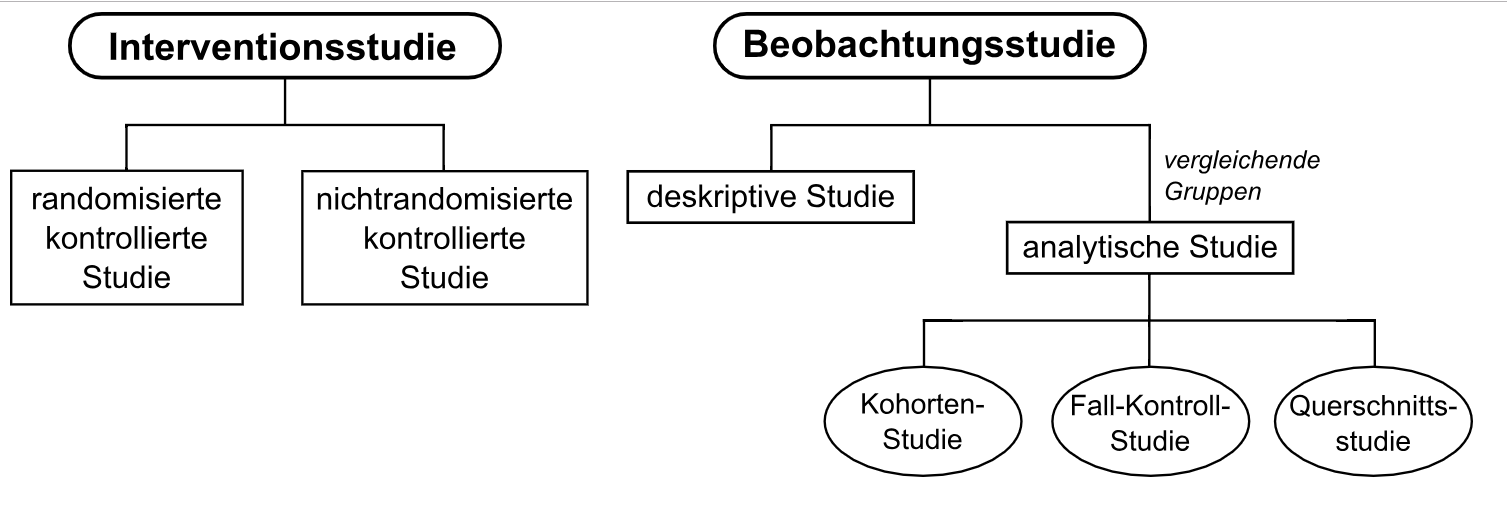 Interventionsstudie
randomisierte
kontrollierte
Studie
nichtrandomisierte
kontrollierte
Studie
Beobachtungsstudie
deskriptive Studie
vergleichende
Gruppen
analytische Studie
Kohorten-
Studie
Fall-Kontroll-
Studie
Querschnitts-
studie